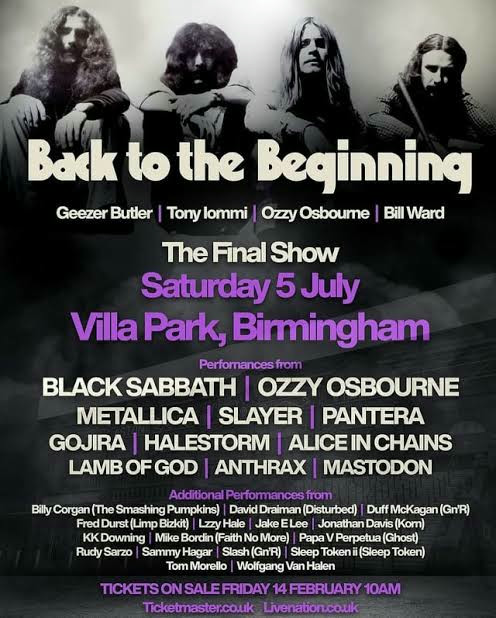 Back to the Beginning
Geezer Butler | Tony Iommi | Ozzy Osbourne | Bill Ward
The Final Show
Saturday 5 July
Villa Park, Birmingham
Perfornances from
BLACK SABBATH | OZZY OSBOURNE
METALLICA | SLAYER | PANTERA
GOJIRA | HALESTORM | ALICE IN CHAINS
LAMB OF GOD | ANTHRAX | MASTODON
Additional Performances from
Billy Corgan (The Smashing Pumpkins) | David Draiman (Disturbed) | Duff McKagan (Gn'R)
Fred Durst (Limp Bizkit) | Lzzy Hale | Jake E Lee | Jonathan Davis (Korn)
KK Downing | Mike Bordin (Faith No More) | Papa V Perpetua (Ghost)
Rudy Sarzo | Sammy Hagar | Slash (Gn'R) | Sleep Token ii (Sleep Token)
Tom Morello | Wolfgang Van Halen
TICKETS ON SALE FRIDAY 14 FEBRUARY 10AM
Ticketmaster.co.uk Livenation.co.uk